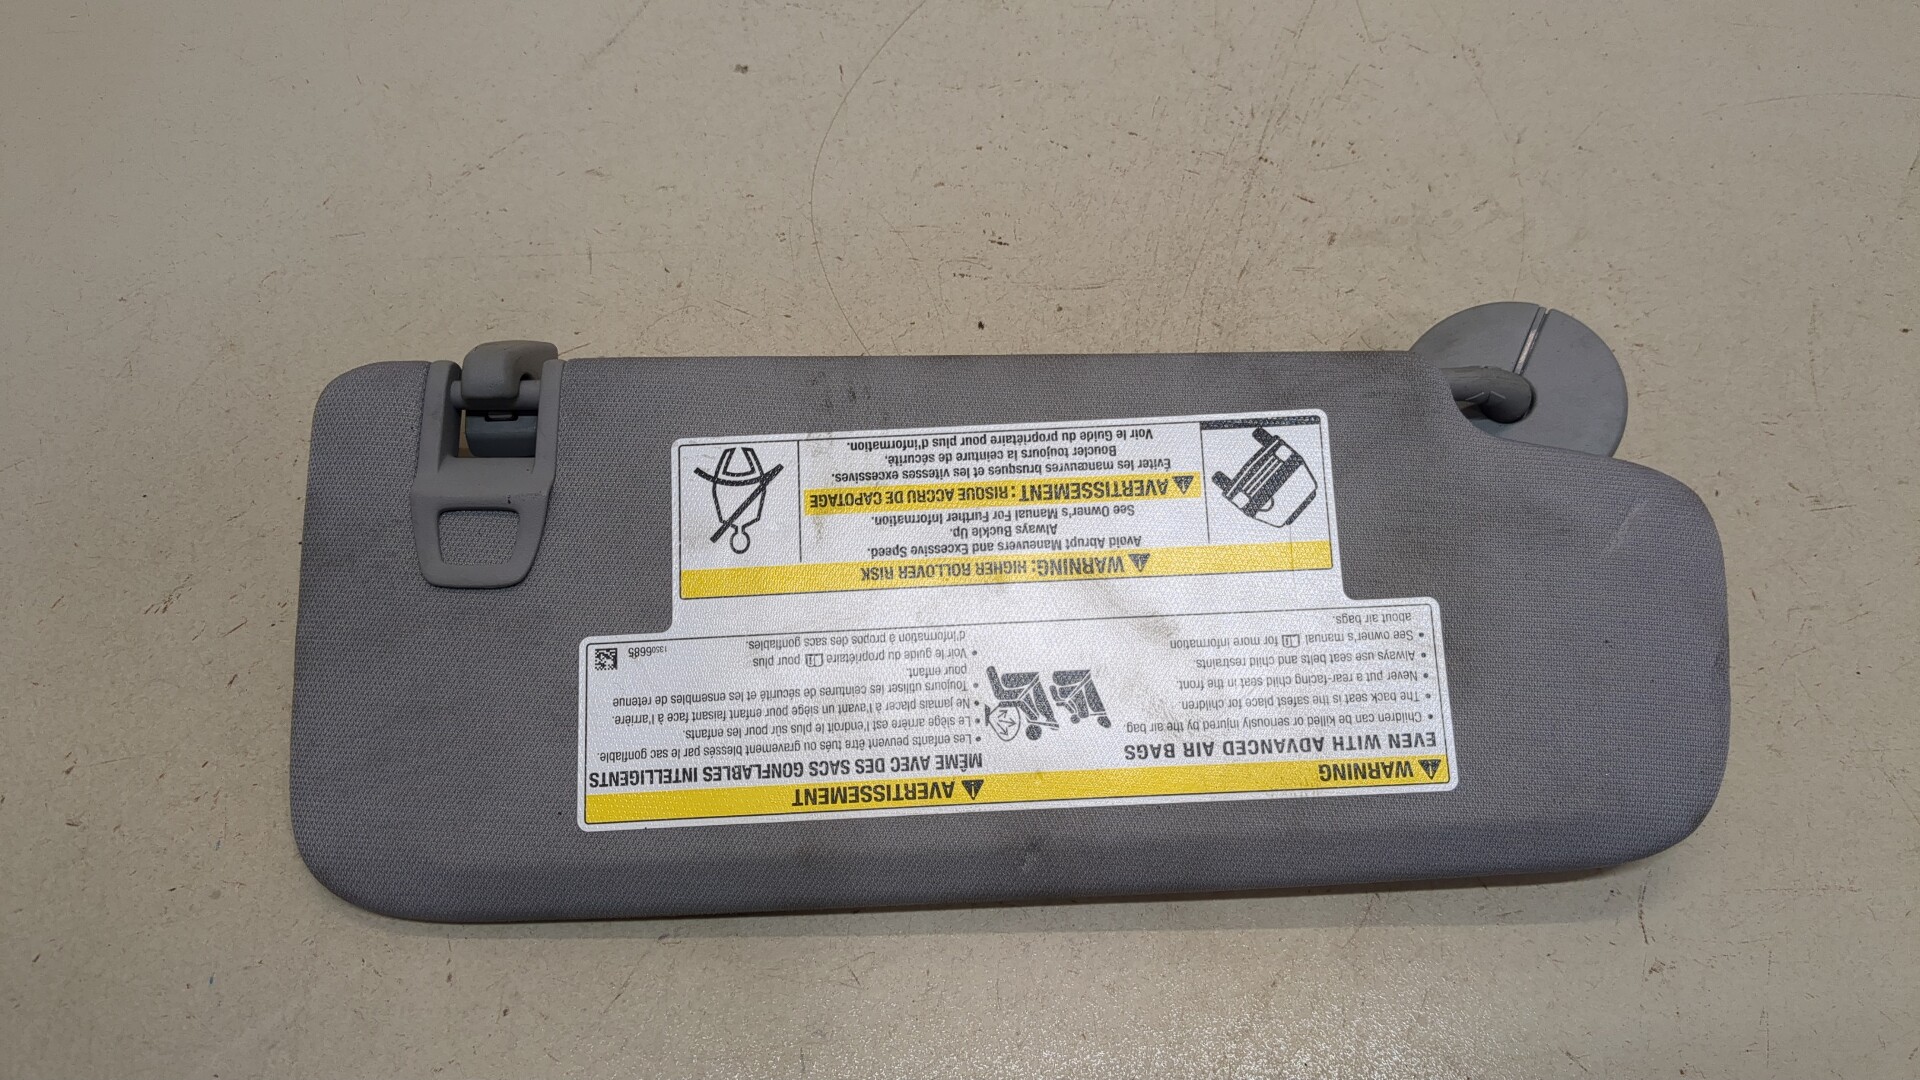 WARNING
EVEN WITH ADVANCED AIR BAGS
• Children can be killed or seriously injured by the air bag
• The back seat is the safest place for children.
• Never put a rear-facing child seat in the front.
• Always use seat belts and child restraints.
• See owner's manual for more information
about air bags.
AVERTISSEMENT
MÊME AVEC DES SACS GONFLABLES INTELLIGENTS
• Les enfants peuvent être tués ou gravement blessés par le sac gonflable.
• Le siège arrière est l'endroit le plus sûr pour les enfants.
• Ne jamais placer à l'avant un siège pour enfant faisant face à l'arrière.
• Toujours utiliser les ceintures de sécurité et les ensembles de retenue
pour enfant.
• Voir le guide du propriétaire pour plus
d'information à propos des sacs gonflables.
13506685
WARNING: HIGHER ROLLOVER RISK
Avoid Abrupt Maneuvers and Excessive Speed.
Always Buckle Up.
See Owner's Manual For Further Information.
AVERTISSEMENT : RISQUE ACCRU DE CAPOTAGE
Éviter les manœuvres brusques et les vitesses excessives.
Boucler toujours la ceinture de sécurité.
Voir le Guide du propriétaire pour plus d'information.